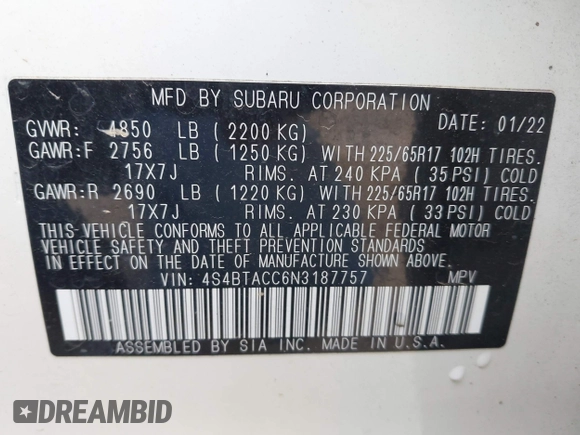 MFD BY SUBARU CORPORATION
GVWR: 4850 LB ( 2200 KG) DATE: 01/22
GAWR:F 2756 LB ( 1250 KG) WITH 225/65R17 102H TIRES.
17X7J RIMS. AT 240 KPA ( 35 PSI) COLD
GAWR:R 2690 LB ( 1220 KG) WITH 225/65R17 102H TIRES.
17X7J RIMS. AT 230 KPA ( 33 PSI) COLD
THIS VEHICLE CONFORMS TO ALL APPLICABLE FEDERAL MOTOR
VEHICLE SAFETY AND THEFT PREVENTION STANDARDS
IN EFFECT ON THE DATE OF MANUFACTURE SHOWN ABOVE.
VIN: 4S4BTACC6N3187757 MPV
ASSEMBLED BY SIA INC. MADE IN U.S.A.
DREAMBID